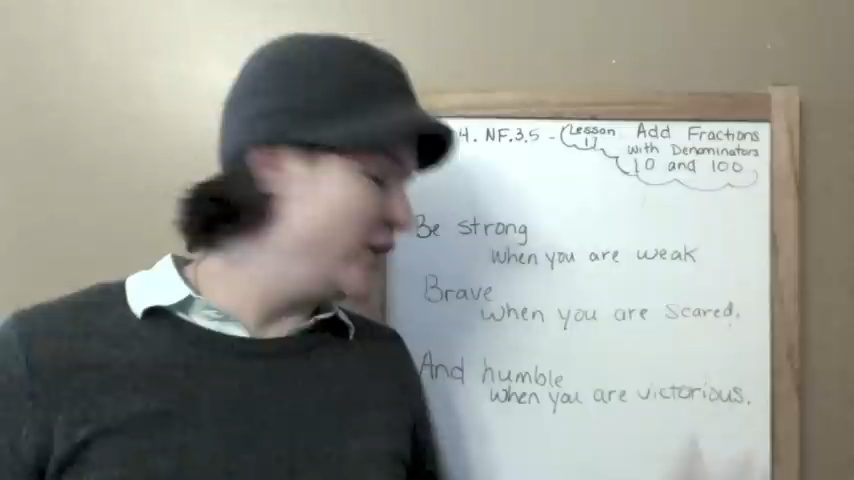 4. NF.3.5 - Lesson 1 Add Fractions
with Denominators
10 and 100
Be strong
when you are weak
Brave
when you are scared.
And humble
when you are victorious.